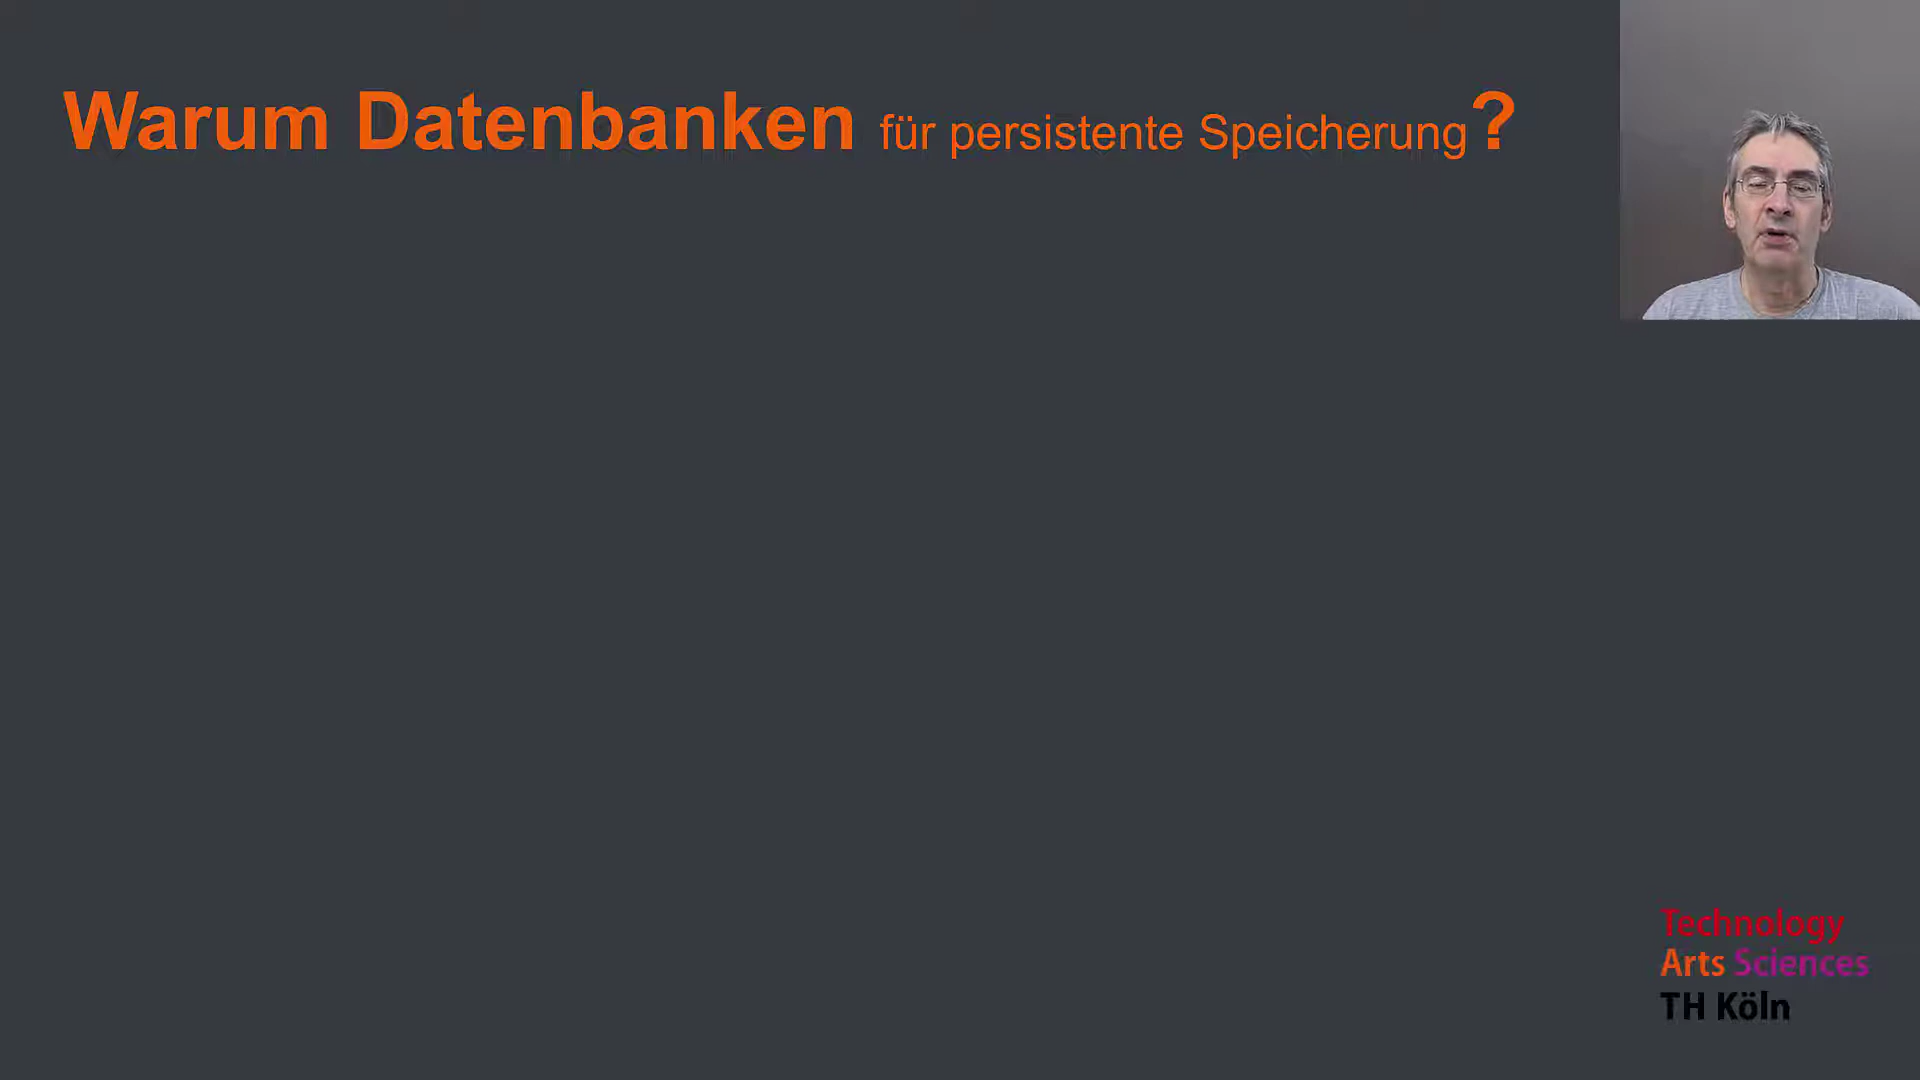 Warum Datenbanken für persistente Speicherung?
Technology
Arts Sciences
TH Köln